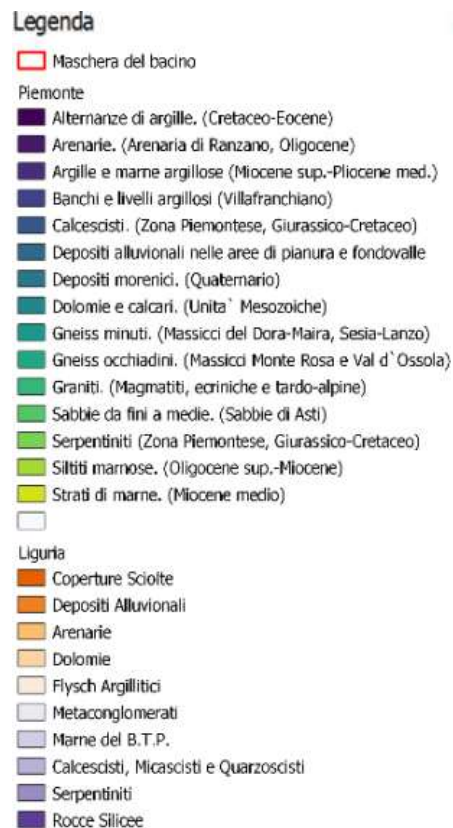 Legenda
Maschera del bacino
Piemonte
Alternanze di argille. (Cretaceo-Eocene)
Arenarie. (Arenaria di Ranzano, Oligocene)
Argille e marne argillose (Miocene sup.-Pliocene med.)
Banchi e livelli argillosi (Villafranchiano)
Calcescisti. (Zona Piemontese, Giurassico-Cretaceo)
Depositi alluvionali nelle aree di pianura e fondovalle
Depositi morenici. (Quaternario)
Dolomie e calcari. (Unita` Mesozoiche)
Gneiss minuti. (Massicci del Dora-Maira, Sesia-Lanzo)
Gneiss occhiadini. (Massicci Monte Rosa e Val d`Ossola)
Graniti. (Magmatiti, ecriniche e tardo-alpine)
Sabbie da fini a medie. (Sabbie di Asti)
Serpentiniti (Zona Piemontese, Giurassico-Cretaceo)
Siltiti marnose. (Oligocene sup.-Miocene)
Strati di marne. (Miocene medio)
Liguria
Coperture Sciolte
Depositi Alluvionali
Arenarie
Dolomie
Flysch Argillitici
Metaconglomerati
Marne del B.T.P.
Calcescisti, Micascisti e Quarzoscisti
Serpentiniti
Rocce Silicee